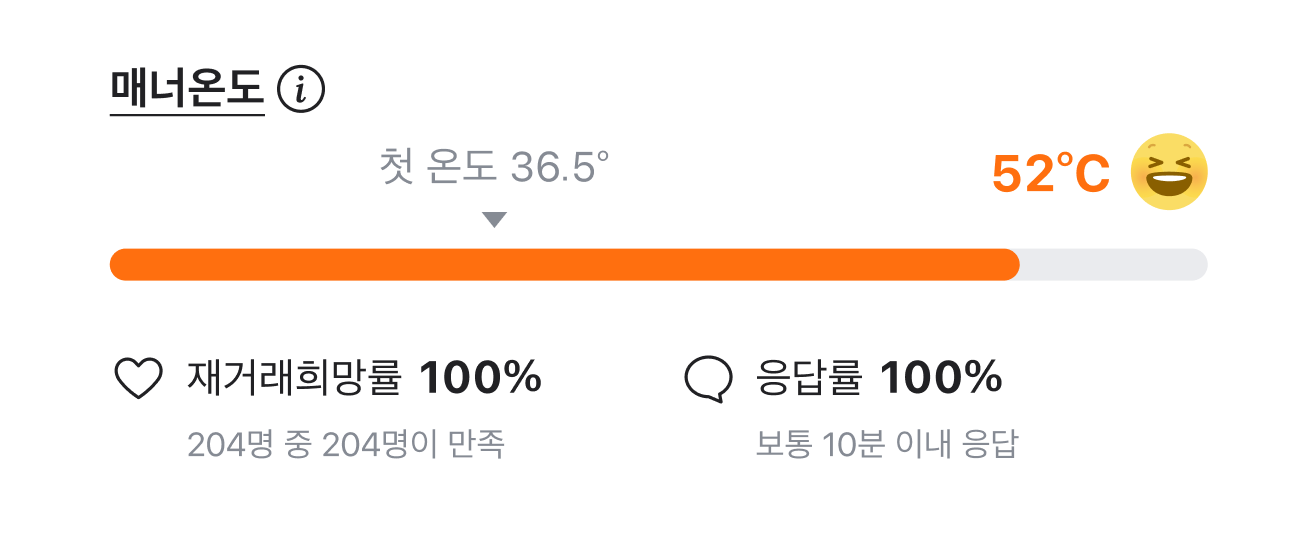 매너온도 i
첫 온도 36.5°
52°C
재거래희망률 100%
응답률 100%
204명 중 204명이 만족
보통 10분 이내 응답